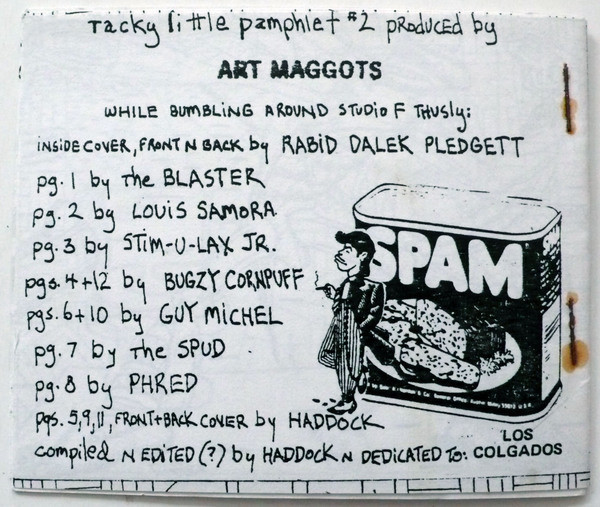 Tacky little pamphlet #2 produced by
ART MAGGOTS
WHILE BUMBLING AROUND STUDIO F THUSLY:
INSIDE COVER, FRONT N BACK by RABID DALEK PLEDGETT
pg. 1 by The BLASTER
pg. 2 by LOUIS SAMORA
pg. 3 by STIM-U-LAX JR.
pgs. 4+12 by BUGZY CORNPUFF
pgs. 6+10 by GUY MICHEL
pg. 7 by The SPUD
pg. 8 by PHRED
pgs. 5,9,11, FRONT+BACK COVER by HADDOCK
compiled N EDITED (?) by HADDOCK N DEDICATED TO: LOS COLGADOS
SPAM